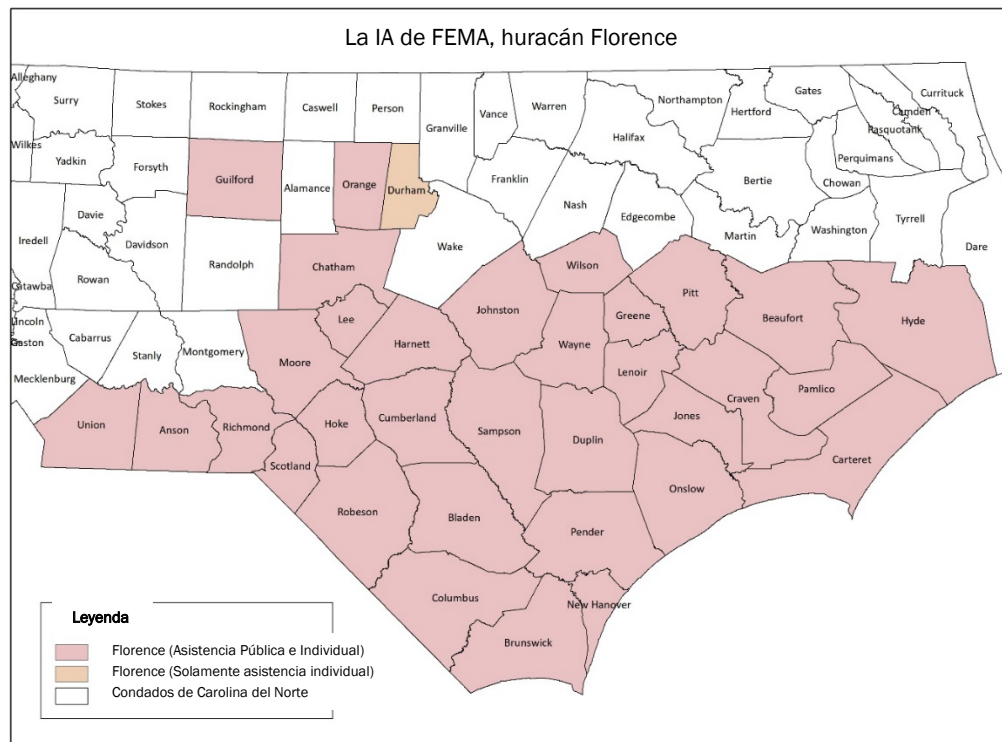 La IA de FEMA, huracán Florence
Alleghany
Surry
Stokes
Rockingham
Caswell
Person
Granville
Vance
Warren
Northampton
Hertford
Gates
Camden
Currituck
Pasquotank
Halifax
Wilkes
Yadkin
Forsyth
Guilford
Alamance
Orange
Durham
Franklin
Bertie
Perquimans
Chowan
Davie
Nash
Edgecombe
Martin
Washington
Tyrrell
Dare
Iredell
Davidson
Randolph
Chatham
Wake
Wilson
Catawba
Rowan
Johnston
Greene
Pitt
Beaufort
Hyde
Lincoln
Gaston
Cabarrus
Stanly
Montgomery
Moore
Lee
Harnett
Wayne
Lenoir
Craven
Pamlico
Mecklenburg
Union
Anson
Richmond
Hoke
Cumberland
Sampson
Duplin
Jones
Carteret
Scotland
Robeson
Bladen
Onslow
Pender
Columbus
New Hanover
Brunswick
Leyenda
Florence (Asistencia Pública e Individual)
Florence (Solamente asistencia individual)
Condados de Carolina del Norte